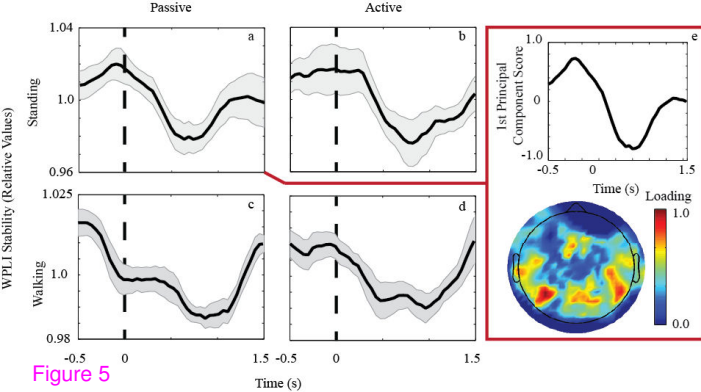 Passive
Active
WPLI Stability (Relative Values)
Standing
1.04
1.0
0.96
a
b
e
1st Principal
Component Score
1.0
0
-1.0
-0.5 0 1.5
Time (s)
Walking
1.025
1.0
0.98
c
d
-0.5 0 1.5 -0.5 0 1.5
Time (s)
Loading
1.0
0.0
Figure 5